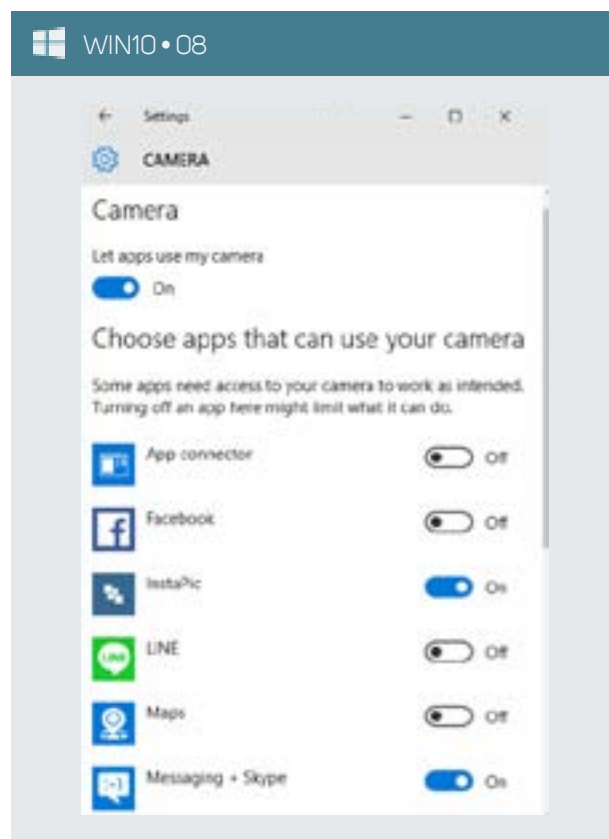 WIN10 • 08
Settings
CAMERA
Camera
Let apps use my camera
On
Choose apps that can use your camera
Some apps need access to your camera to work as intended.
Turning off an app here might limit what it can do.
App connector Off
f Facebook Off
InstaPic On
LINE LINE Off
Maps Off
:-) Messaging + Skype On